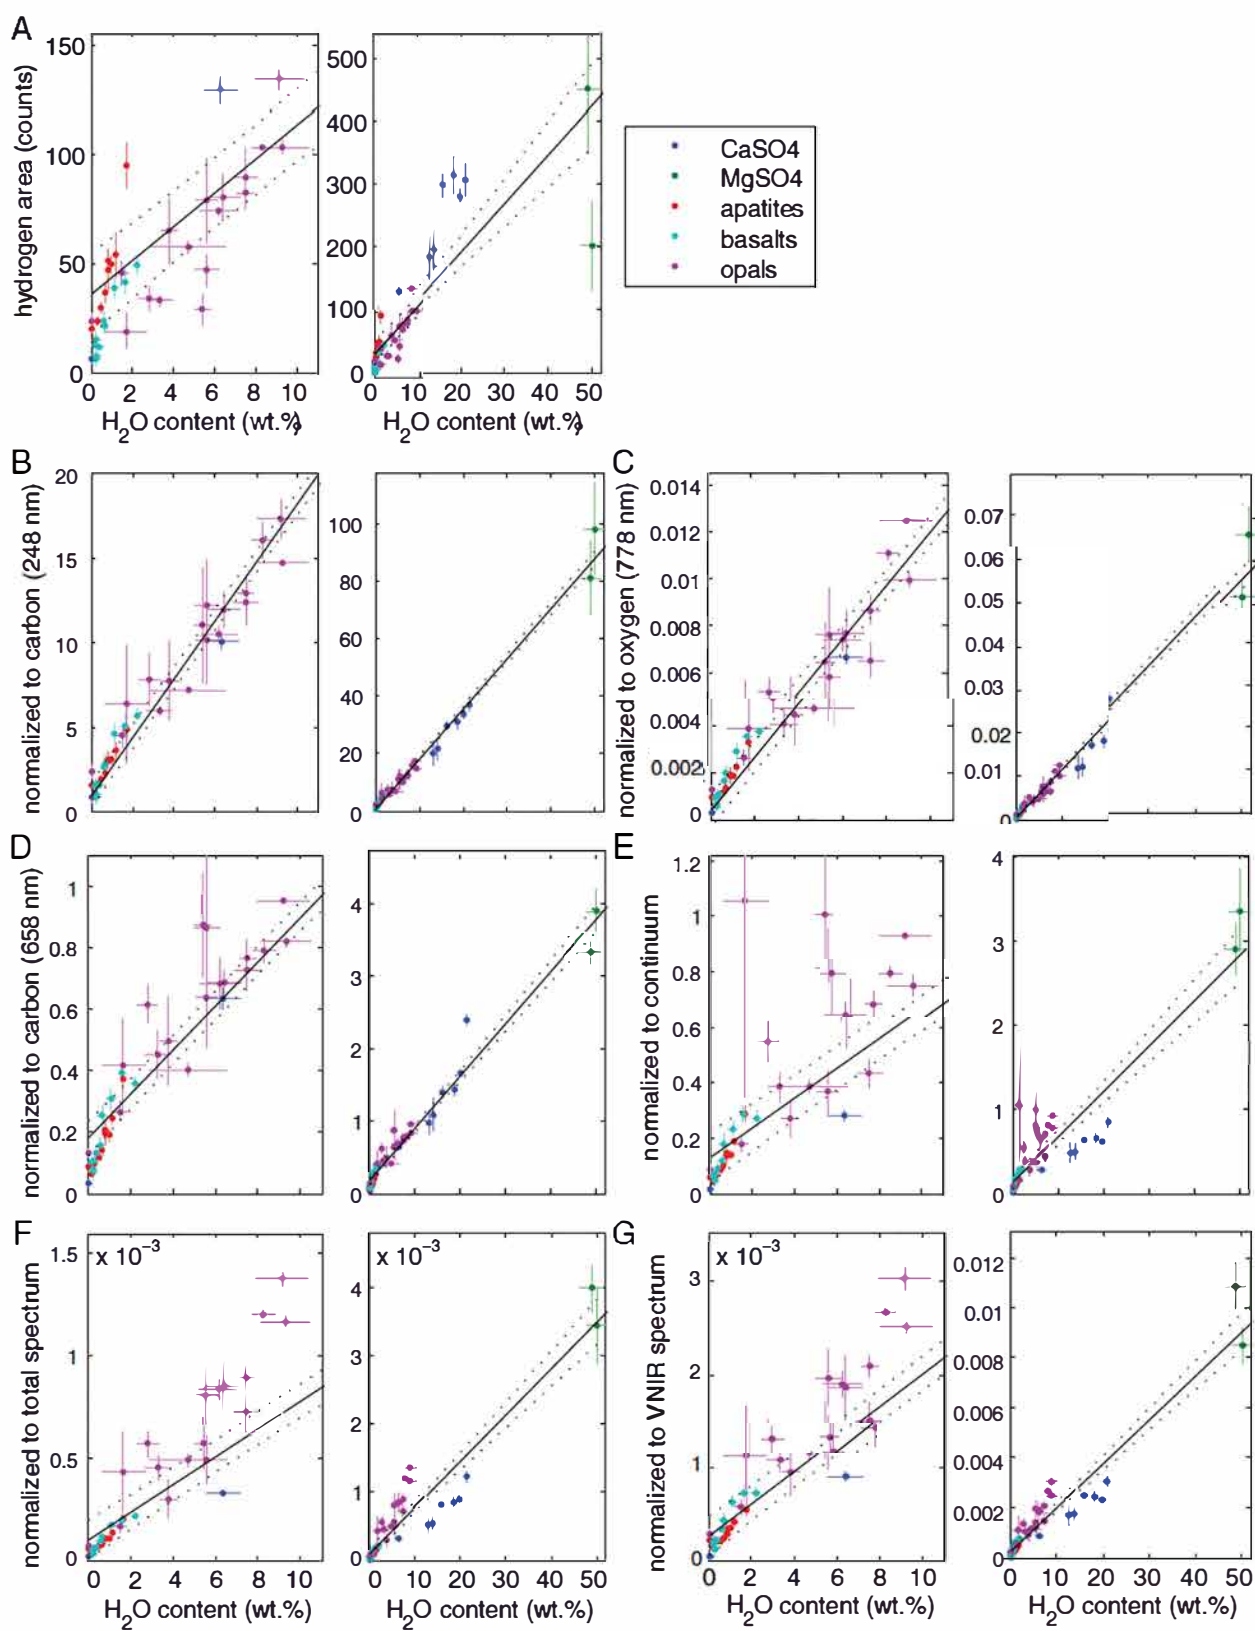 A
hydrogen area (counts)
150
100
50
0
0 2 4 6 8 10
H2O content (wt.%)
500
400
300
200
100
0
0 10 20 30 40 50
H2O content (wt.%)
CaSO4
MgSO4
apatites
basalts
opals
B
normalized to carbon (248 nm)
20
15
10
5
0
100
80
60
40
20
0
C
normalized to oxygen (778 nm)
0.014
0.012
0.01
0.008
0.006
0.004
0.002
0
0.07
0.06
0.05
0.04
0.03
0.02
0.01
0
D
normalized to carbon (658 nm)
1
0.8
0.6
0.4
0.2
0
4
3
2
1
0
E
normalized to continuum
1.2
1
0.8
0.6
0.4
0.2
0
4
3
2
1
0
F
normalized to total spectrum
x 10⁻³
1.5
1
0.5
0
0 2 4 6 8 10
H2O content (wt.%)
x 10⁻³
4
3
2
1
0
0 10 20 30 40 50
H2O content (wt.%)
G
normalized to VNIR spectrum
x 10⁻³
3
2
1
0
0 2 4 6 8 10
H2O content (wt.%)
0.012
0.01
0.008
0.006
0.004
0.002
0
0 10 20 30 40 50
H2O content (wt.%)